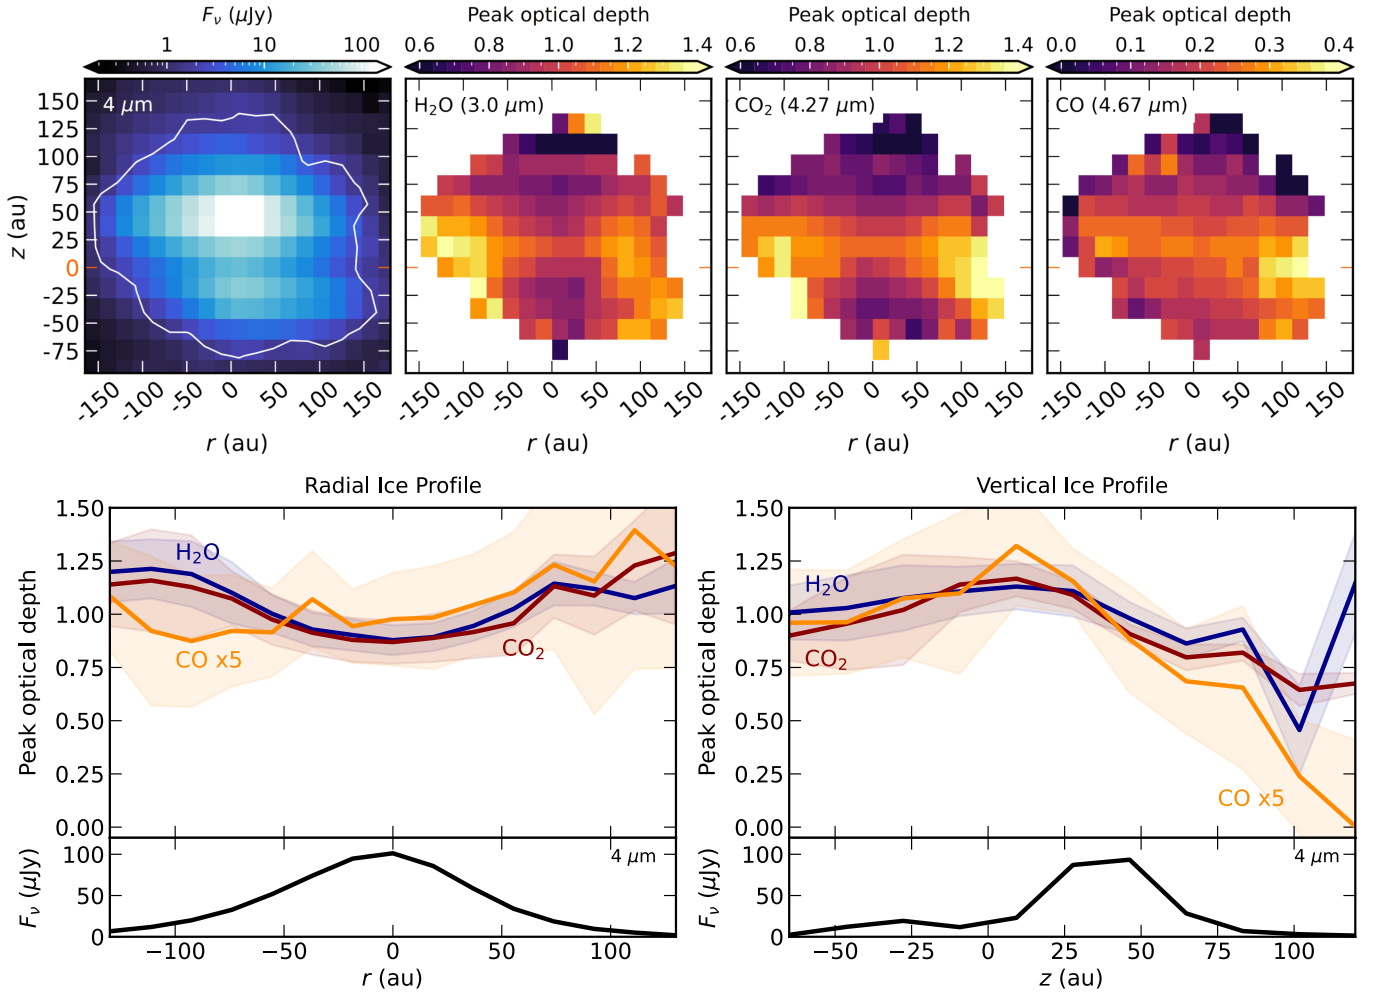 F_ν (μJy)
1 10 100
Peak optical depth
0.6 0.8 1.0 1.2 1.4
Peak optical depth
0.6 0.8 1.0 1.2 1.4
Peak optical depth
0.0 0.1 0.2 0.3 0.4
4 μm
H₂O (3.0 μm)
CO₂ (4.27 μm)
CO (4.67 μm)
150
125
100
75
50
25
0
-25
-50
-75
z (au)
-150 -100 -50 0 50 100 150
r (au)
-150 -100 -50 0 50 100 150
r (au)
-150 -100 -50 0 50 100 150
r (au)
-150 -100 -50 0 50 100 150
r (au)
Radial Ice Profile
1.50
1.25
1.00
0.75
0.50
0.25
0.00
Peak optical depth
H₂O
CO x5
CO₂
100
50
0
F_ν (μJy)
4 μm
−100 −50 0 50 100
r (au)
Vertical Ice Profile
1.50
1.25
1.00
0.75
0.50
0.25
0.00
Peak optical depth
H₂O
CO₂
CO x5
100
50
0
F_ν (μJy)
4 μm
−50 −25 0 25 50 75 100
z (au)